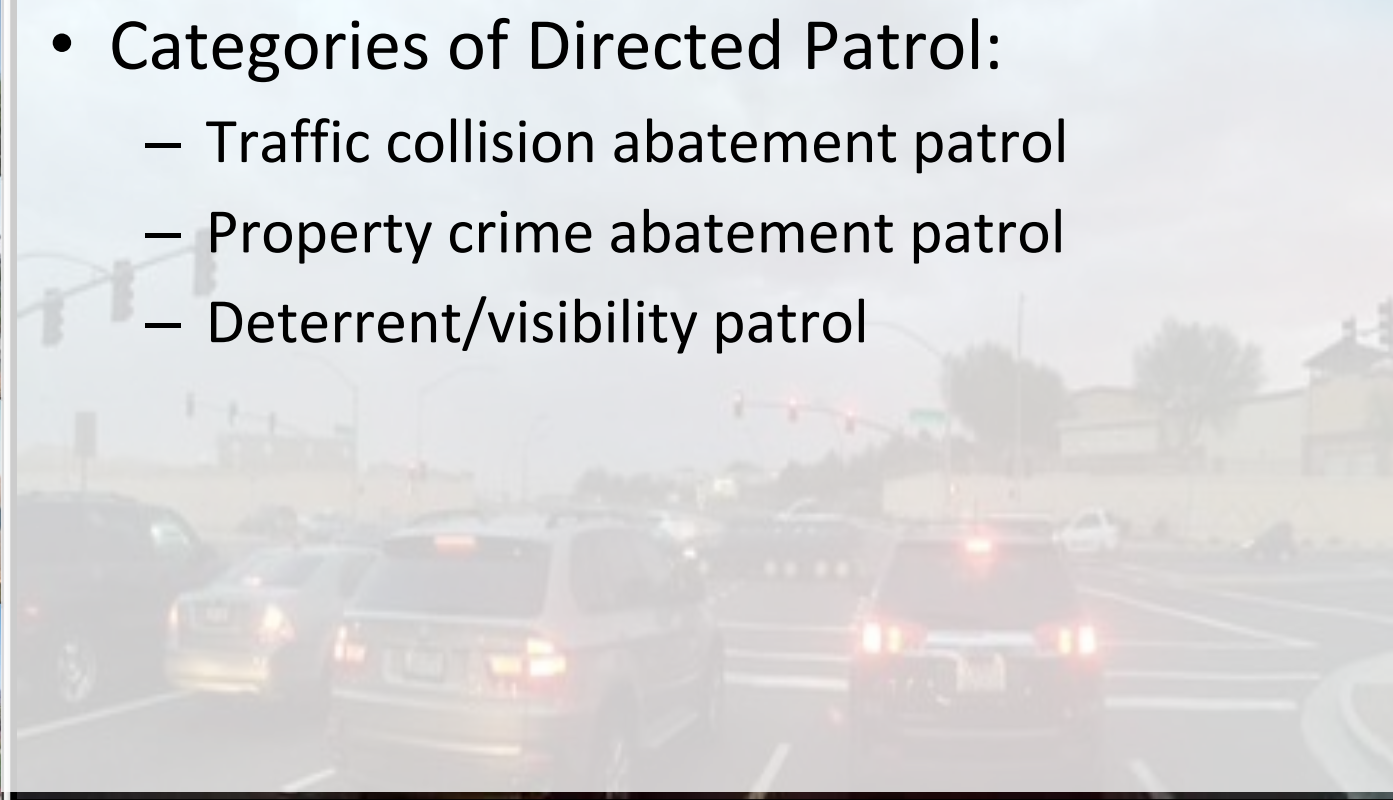 • Categories of Directed Patrol:
– Traffic collision abatement patrol
– Property crime abatement patrol
– Deterrent/visibility patrol